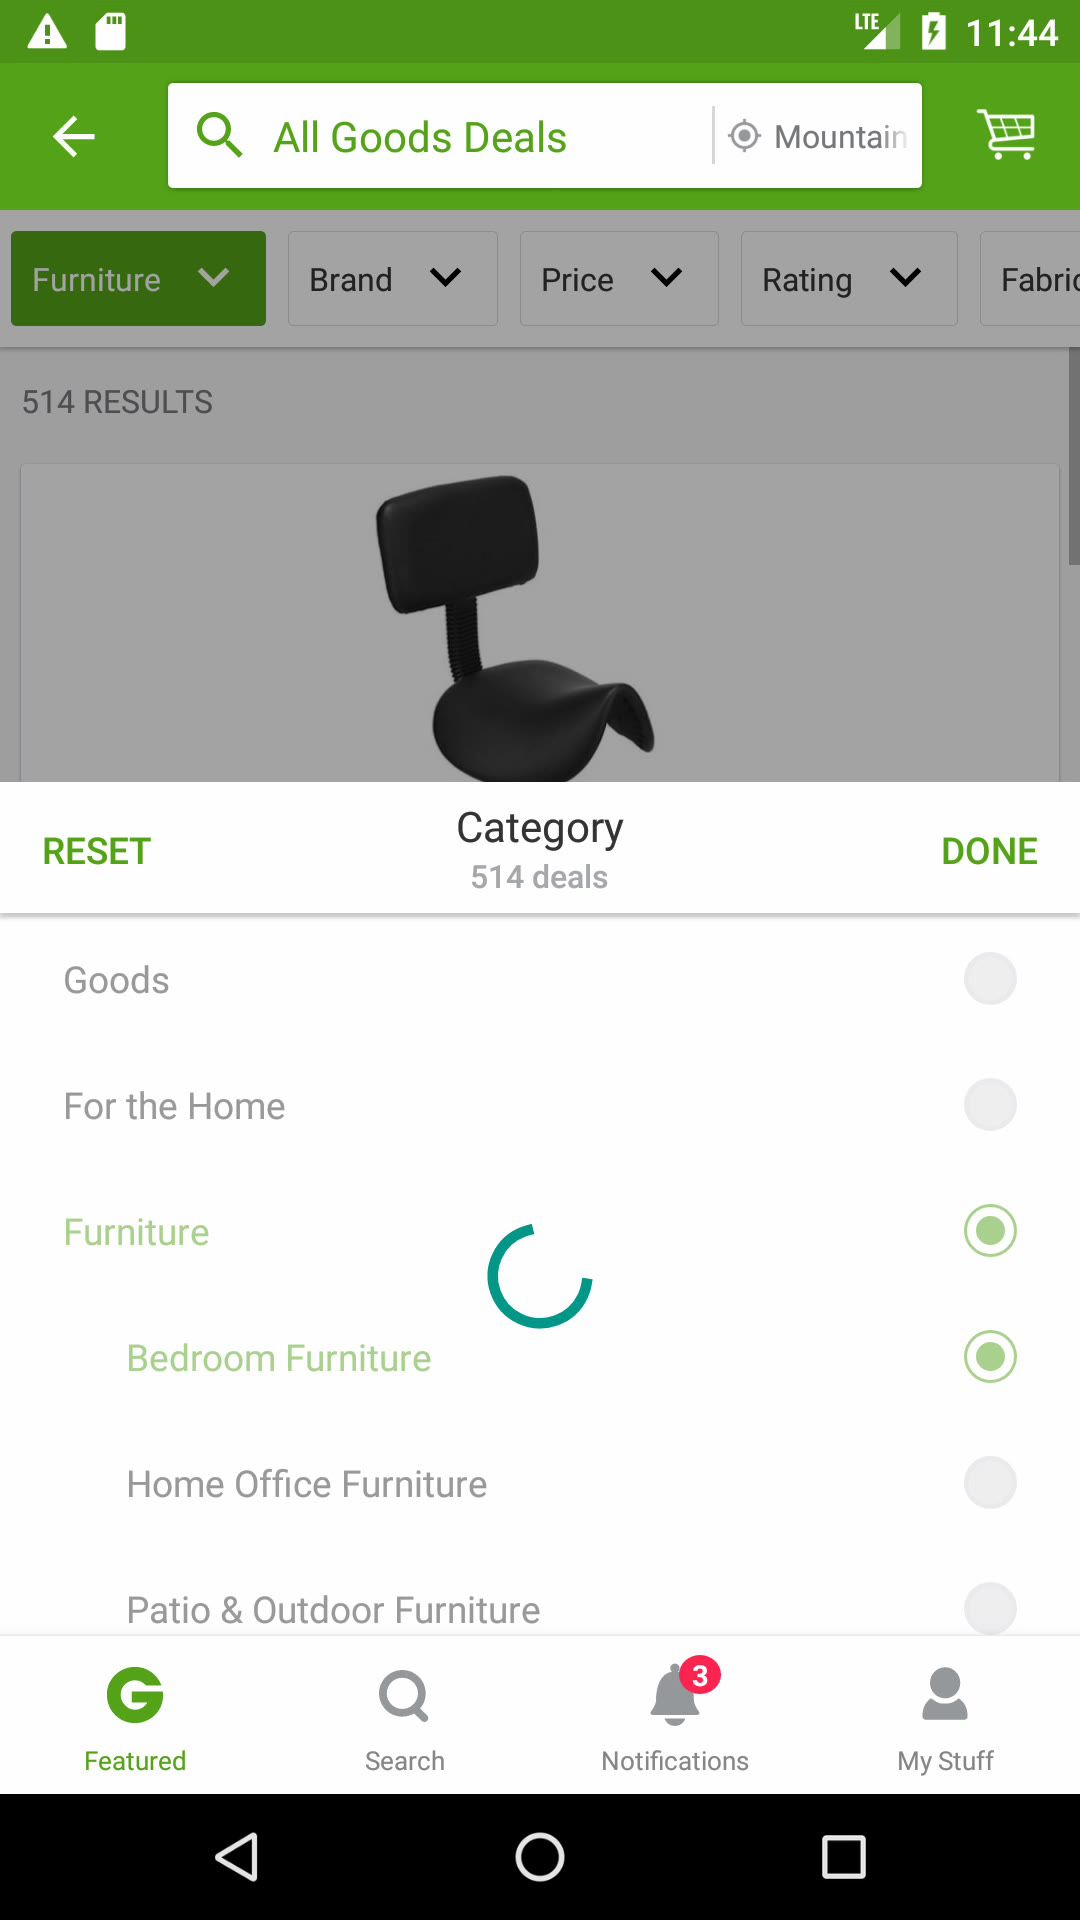 LTE 11:44
All Goods Deals Mountain
Furniture Brand Price Rating Fabric
514 RESULTS
RESET Category DONE
514 deals
Goods
For the Home
Furniture
Bedroom Furniture
Home Office Furniture
Patio & Outdoor Furniture
3
Featured Search Notifications My Stuff